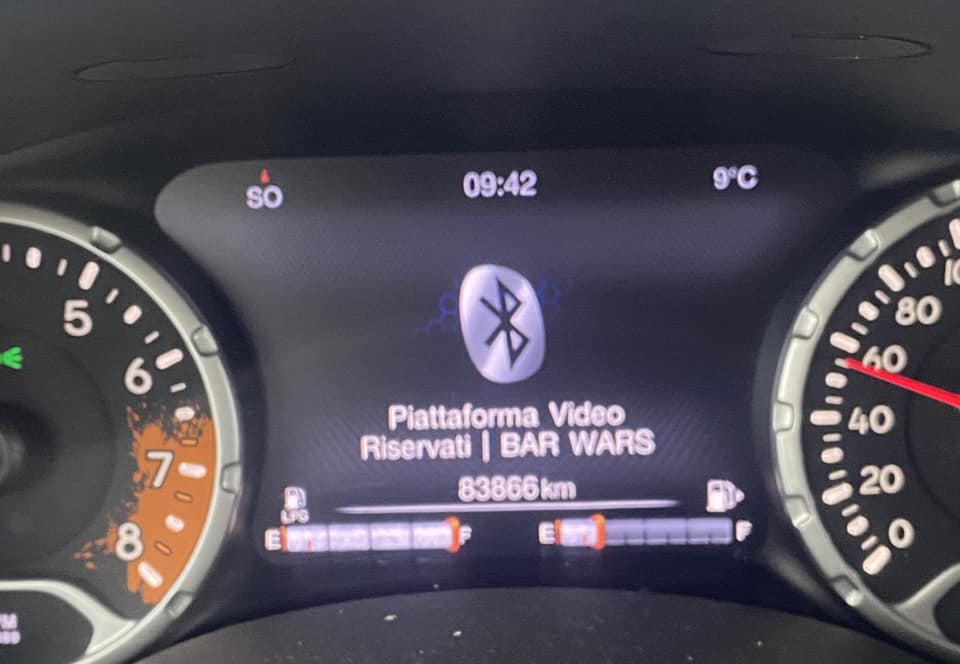 SO 09:42 9°C
Piattaforma Video
Riservati | BAR WARS
83866 km
LPG
E F E F
5
6
7
8
80
60
40
20
0